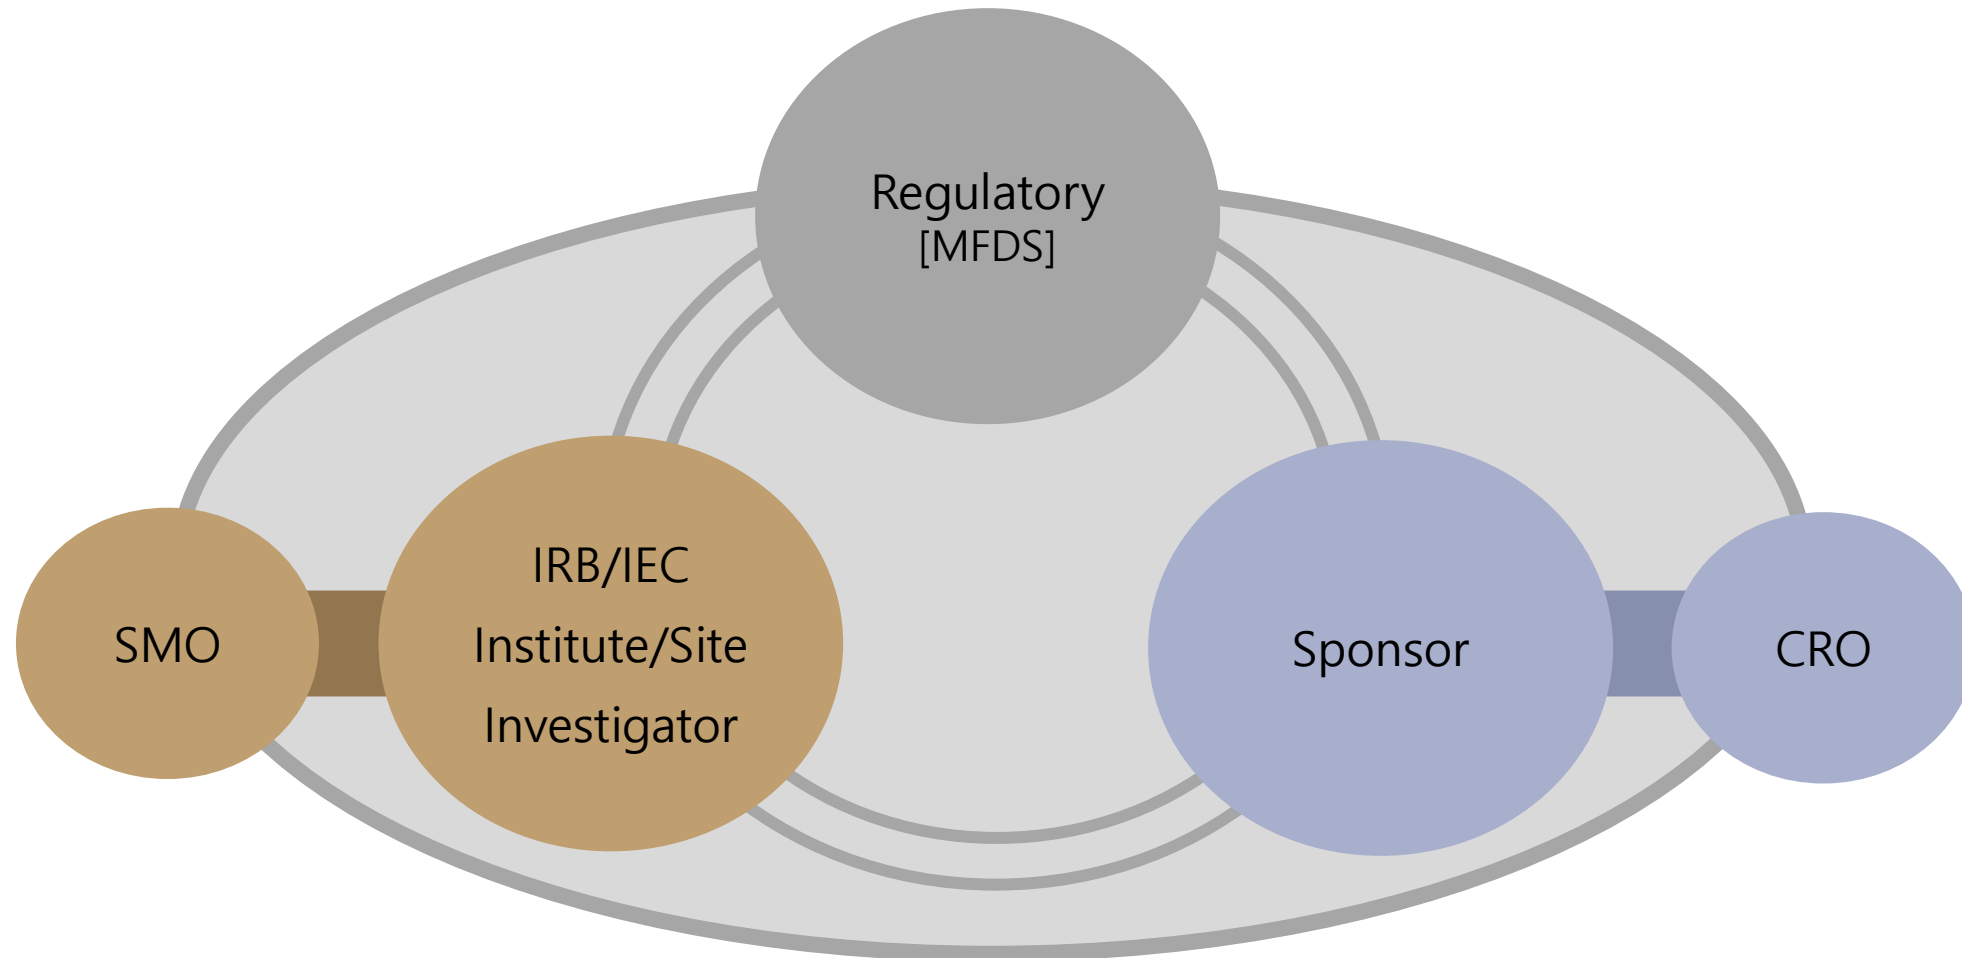 Regulatory
[MFDS]
SMO
IRB/IEC
Institute/Site
Investigator
Sponsor
CRO